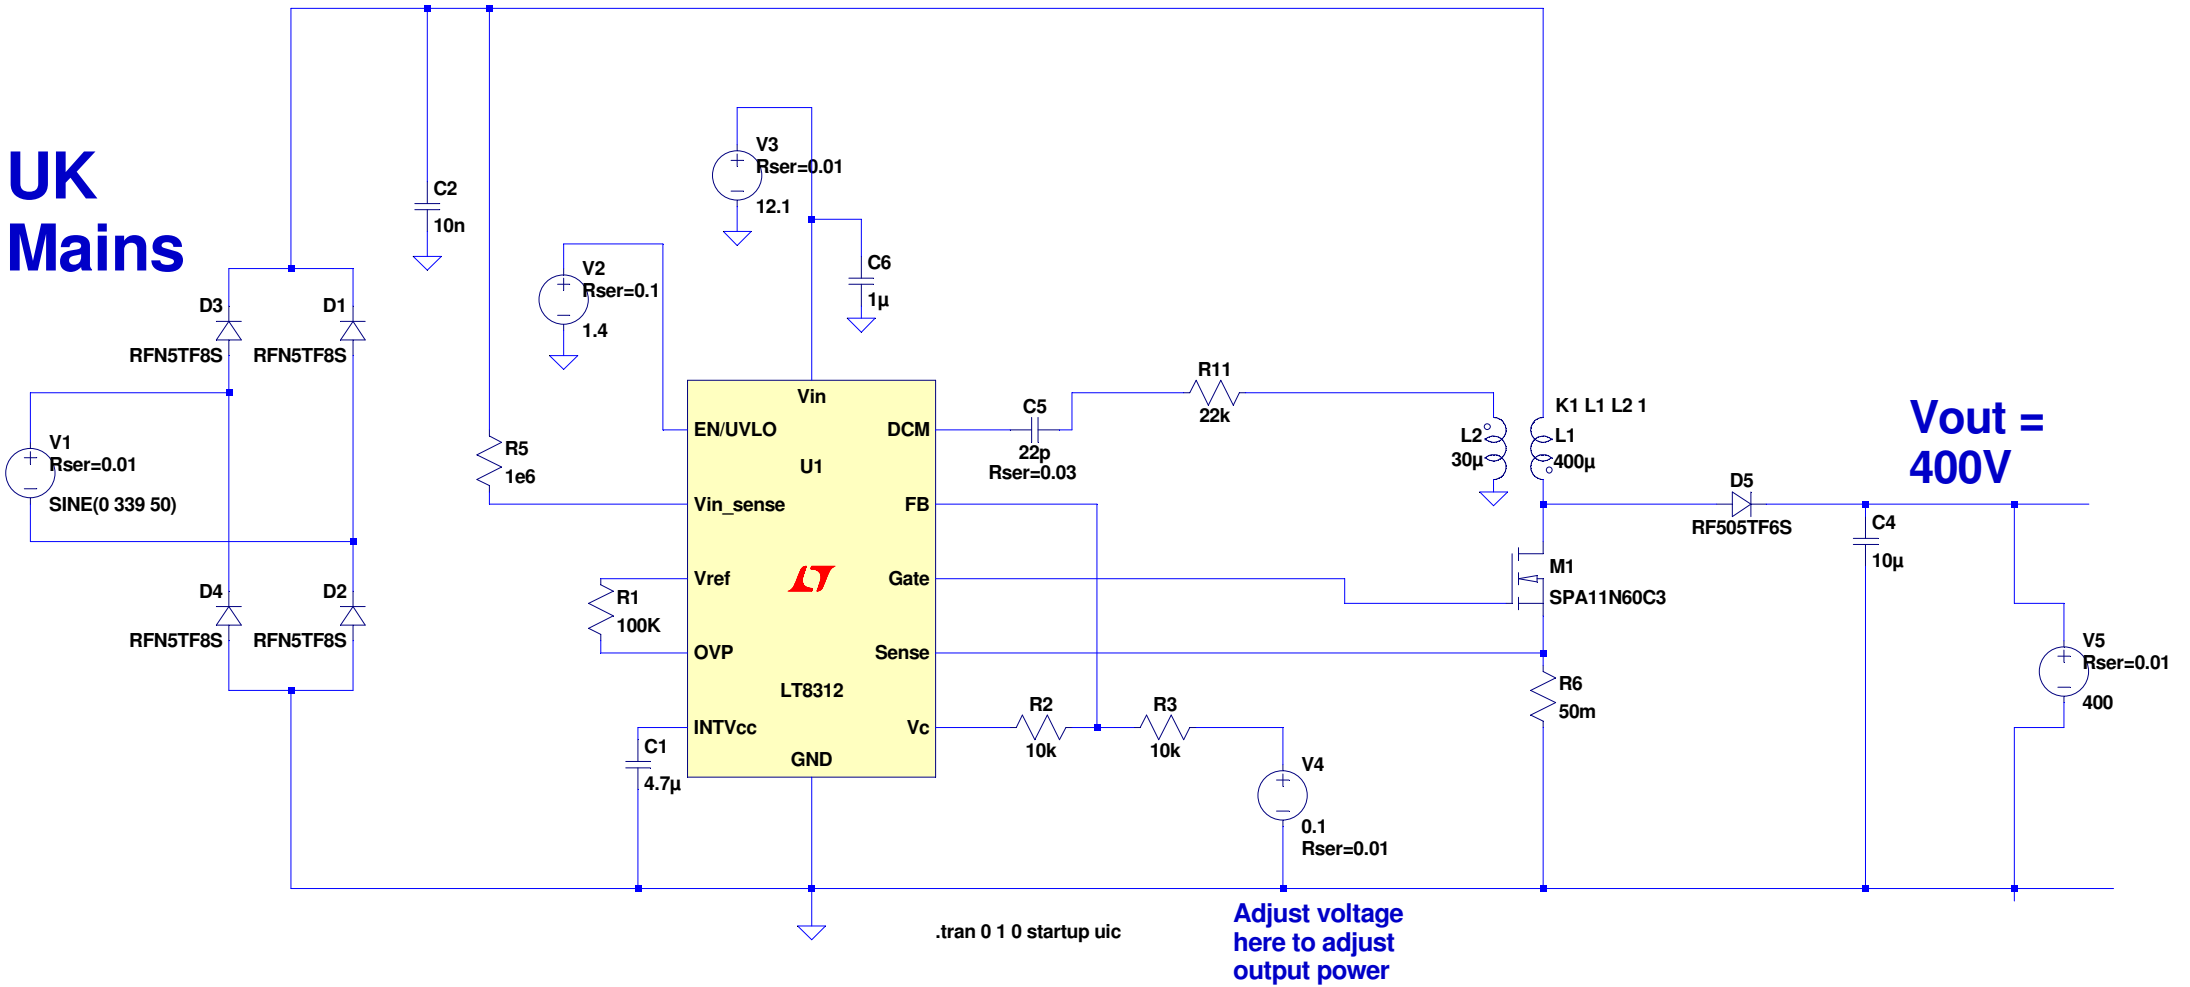 UK
Mains
C2
10n
V3
Rser=0.01
12.1
V2
Rser=0.1
1.4
C6
1µ
D3
RFN5TF8S
D1
RFN5TF8S
V1
Rser=0.01
SINE(0 339 50)
R5
1e6
D4
RFN5TF8S
D2
RFN5TF8S
R1
100K
C1
4.7µ
Vin
EN/UVLO
DCM
U1
Vin_sense
FB
Vref
Gate
OVP
Sense
LT8312
INTVcc
Vc
GND
C5
22p
Rser=0.03
R11
22k
K1 L1 L2 1
L2
30µ
L1
400µ
D5
RF505TF6S
Vout =
400V
C4
10µ
M1
SPA11N60C3
R6
50m
R2
10k
R3
10k
V4
0.1
Rser=0.01
V5
Rser=0.01
400
.tran 0 1 0 startup uic
Adjust voltage
here to adjust
output power